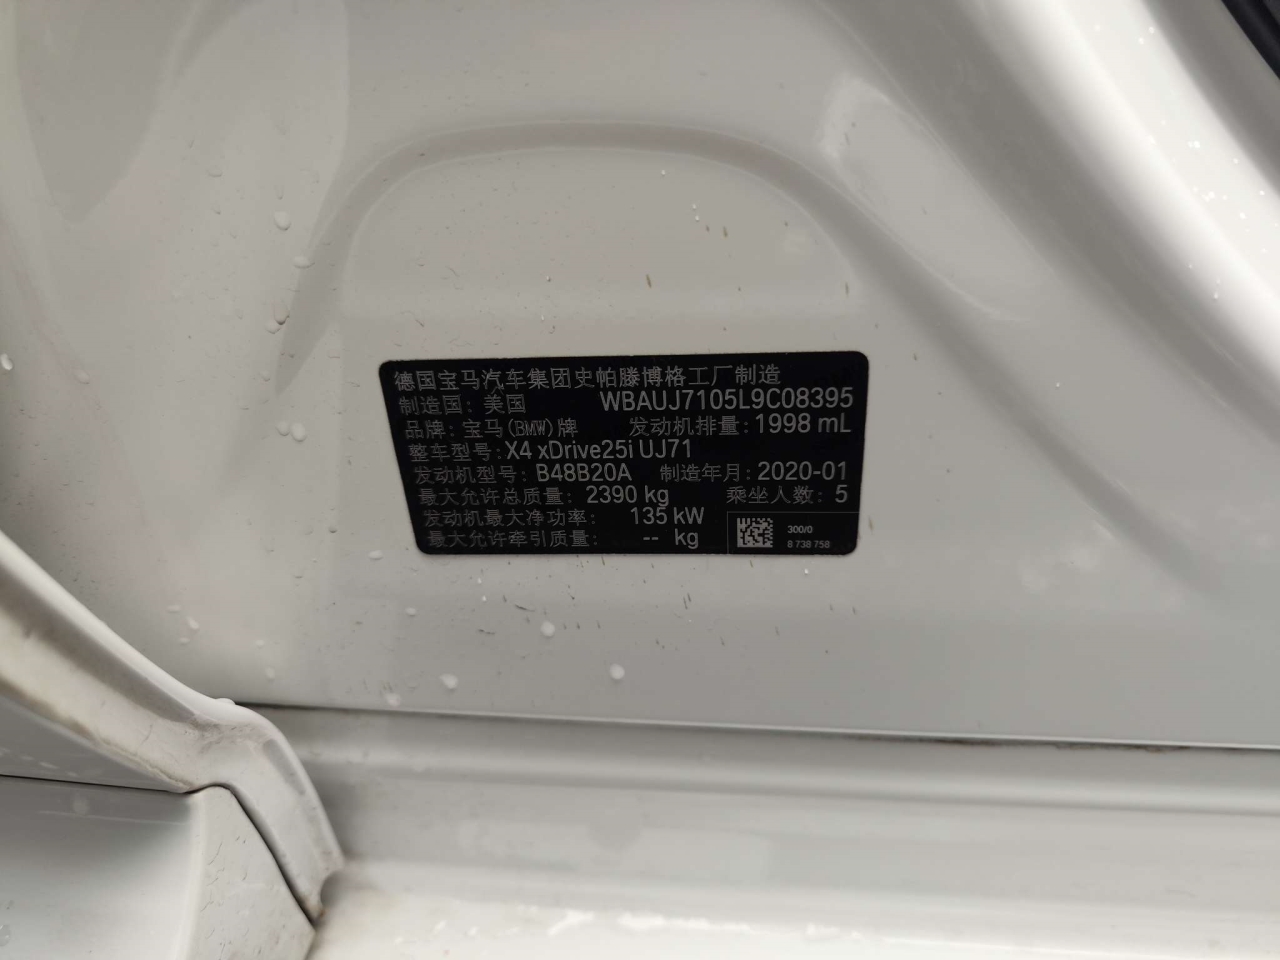 德国宝马汽车集团史帕滕博格工厂制造
制造国: 美国 WBAUJ7105L9C08395
品牌: 宝马(BMW)牌 发动机排量: 1998 mL
整车型号: X4 xDrive25i UJ71
发动机型号: B48B20A 制造年月: 2020-01
最大允许总质量: 2390 kg 乘坐人数: 5
发动机最大净功率: 135 kW
最大允许牵引质量: -- kg
300/0
8 738 758